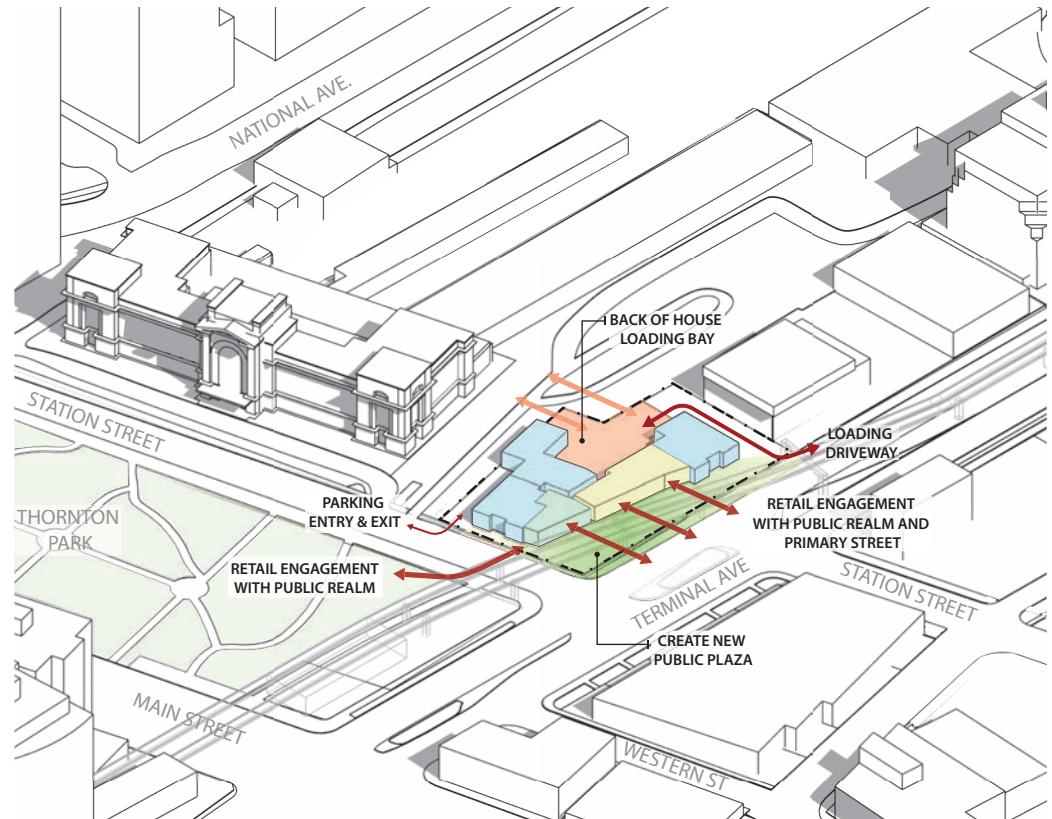 NATIONAL AVE.
BACK OF HOUSE
LOADING BAY
STATION STREET
LOADING
DRIVEWAY
THORNTON
PARK
PARKING
ENTRY & EXIT
RETAIL ENGAGEMENT
WITH PUBLIC REALM AND
PRIMARY STREET
RETAIL ENGAGEMENT
WITH PUBLIC REALM
TERMINAL AVE
STATION STREET
CREATE NEW
PUBLIC PLAZA
MAIN STREET
WESTERN ST